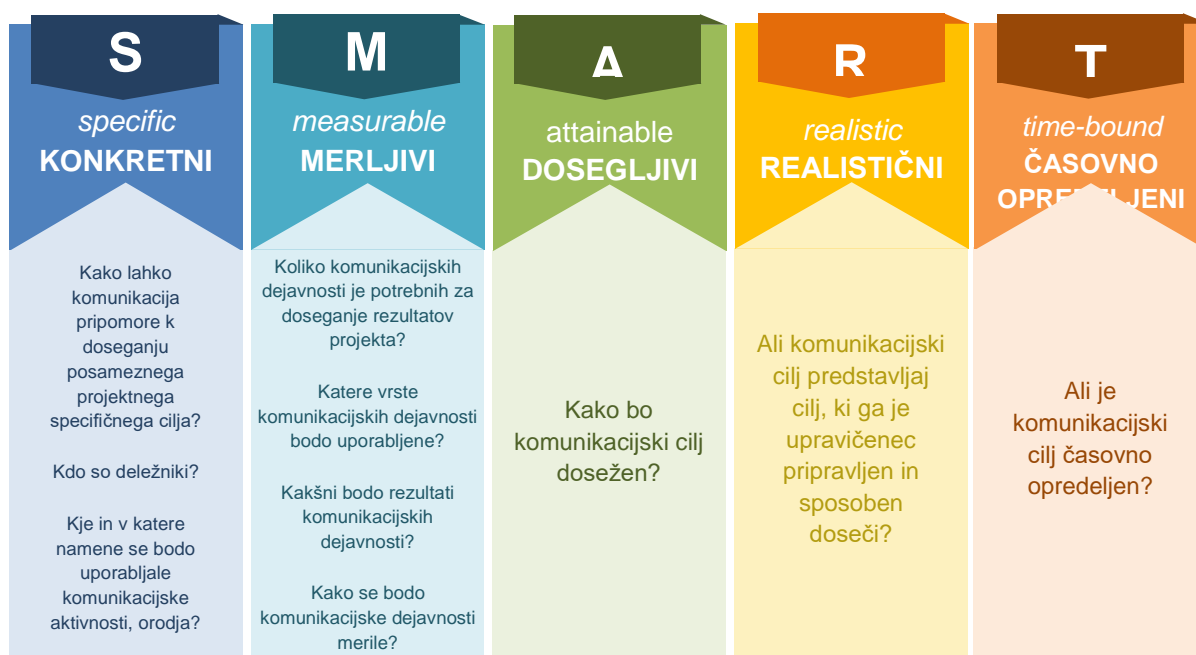 S
specific
KONKRETNI
Kako lahko
komunikacija
pripomore k
doseganju
posameznega
projektnega
specifičnega cilja?
Kdo so deležniki?
Kje in v katere
namene se bodo
uporabljale
komunikacijske
aktivnosti, orodja?
M
measurable
MERLJIVI
Koliko komunikacijskih
dejavnosti je potrebnih za
doseganje rezultatov
projekta?
Katere vrste
komunikacijskih dejavnosti
bodo uporabljene?
Kakšni bodo rezultati
komunikacijskih
dejavnosti?
Kako se bodo
komunikacijske dejavnosti
merile?
A
attainable
DOSEGLJIVI
Kako bo
komunikacijski cilj
dosežen?
R
realistic
REALISTIČNI
Ali komunikacijski
cilj predstavljaj
cilj, ki ga je
upravičenec
pripravljen in
sposoben
doseči?
T
time-bound
ČASOVNO
OPREDELJENI
Ali je
komunikacijski
cilj časovno
opredeljen?